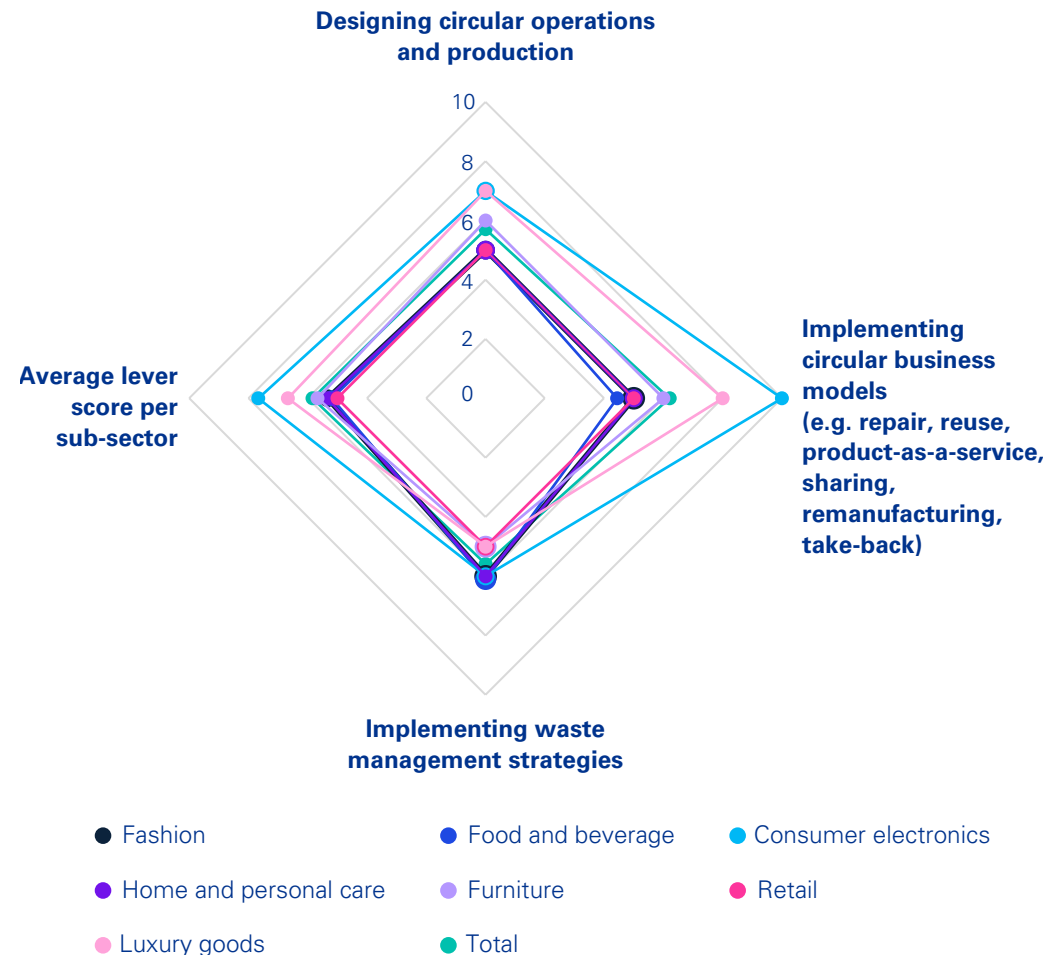 Designing circular operations
and production
10
8
6
4
2
0
Implementing
circular business
models
(e.g. repair, reuse,
product-as-a-service,
sharing,
remanufacturing,
take-back)
Average lever
score per
sub-sector
Implementing waste
management strategies
Fashion
Food and beverage
Consumer electronics
Home and personal care
Furniture
Retail
Luxury goods
Total